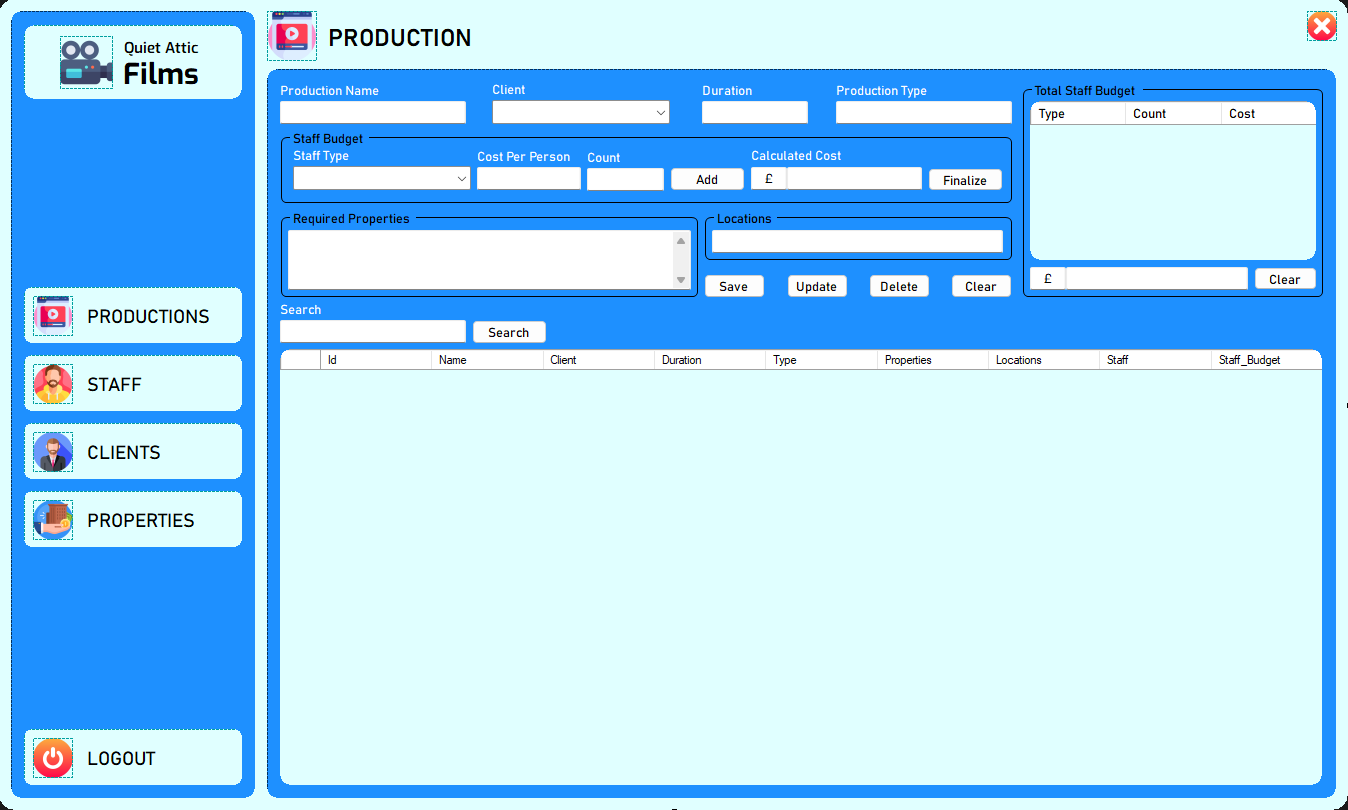 Quiet Attic
Films
PRODUCTIONS
STAFF
CLIENTS
PROPERTIES
LOGOUT
PRODUCTION
Production Name
Client
Duration
Production Type
Staff Budget
Staff Type
Cost Per Person
Count
Add
Calculated Cost
£
Finalize
Required Properties
Locations
Save
Update
Delete
Clear
Total Staff Budget
Type Count Cost
£
Clear
Search
Search
Id Name Client Duration Type Properties Locations Staff Staff_Budget